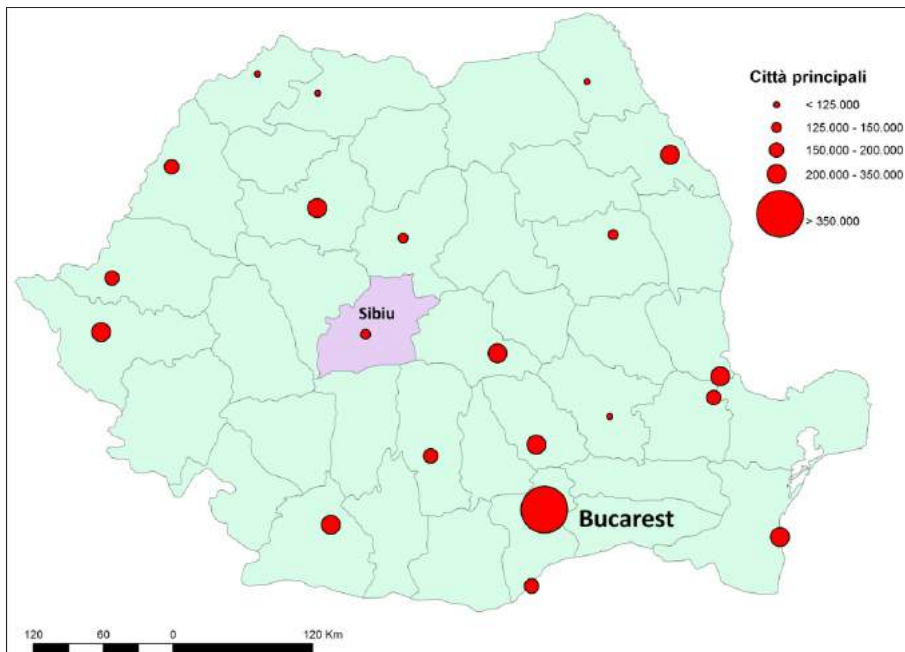 Città principali
< 125.000
125.000 - 150.000
150.000 - 200.000
200.000 - 350.000
> 350.000
Sibiu
Bucarest
120 60 0 120 Km